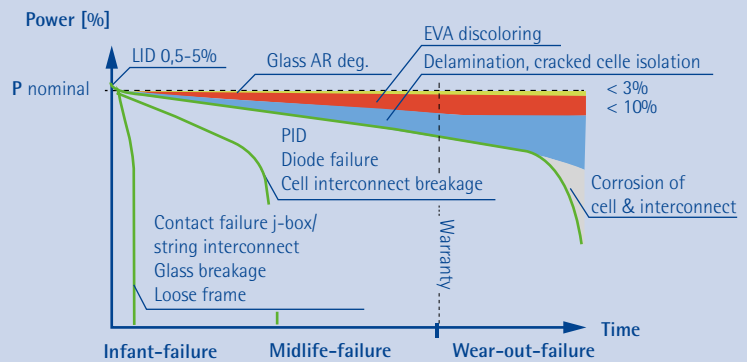 Power [%]
LID 0,5-5%
Glass AR deg.
EVA discoloring
Delamination, cracked celle isolation
P nominal
< 3%
< 10%
PID
Diode failure
Cell interconnect breakage
Corrosion of
cell & interconnect
Contact failure j-box/
string interconnect
Glass breakage
Loose frame
Warranty
Time
Infant-failure
Midlife-failure
Wear-out-failure